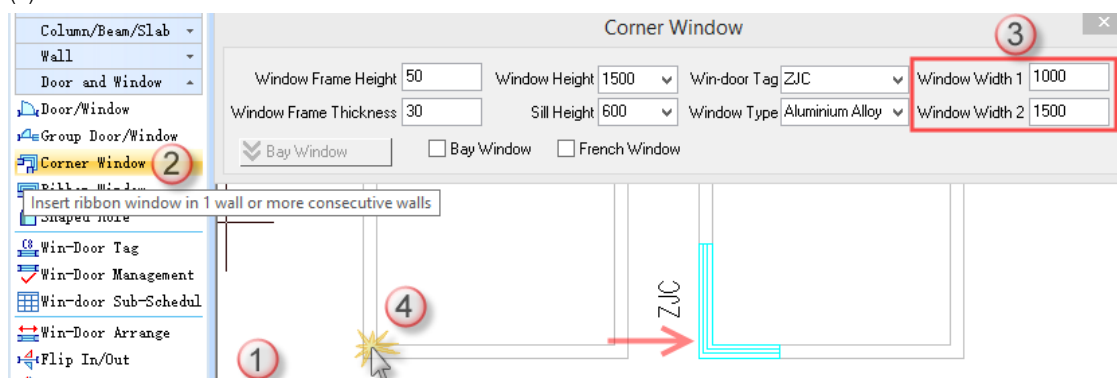 Column/Beam/Slab
Wall
Door and Window
Door/Window
Group Door/Window
Corner Window
2
Insert ribbon window in 1 wall or more consecutive walls
Win-Door Tag
Win-Door Management
Win-door Sub-Schedul
Win-Door Arrange
Flip In/Out
Corner Window
3
Window Frame Height 50 Window Height 1500 Win-door Tag ZJC Window Width 1 1000
Window Frame Thickness 30 Sill Height 600 Window Type Aluminium Alloy Window Width 2 1500
Bay Window Bay Window French Window
ZJC
4
1